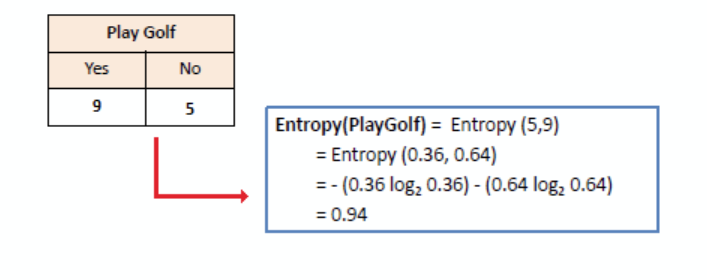 Play Golf
Yes No
9 5
Entropy(PlayGolf) = Entropy (5,9)
= Entropy (0.36, 0.64)
= - (0.36 log₂ 0.36) - (0.64 log₂ 0.64)
= 0.94